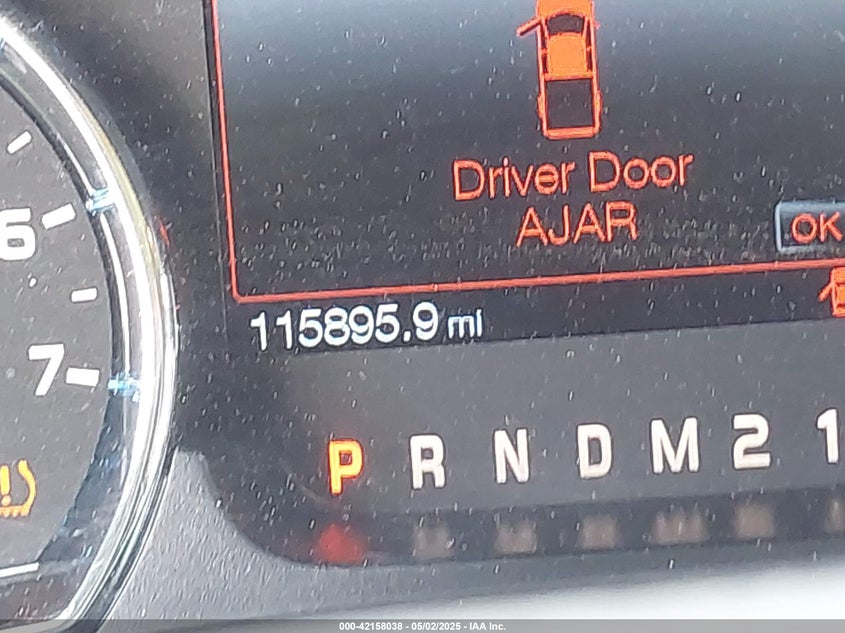 Driver Door
AJAR
OK
6
115895.9 mi
7
P R N D M 2 1
000-42158038 - 05/02/2025 - IAA Inc.